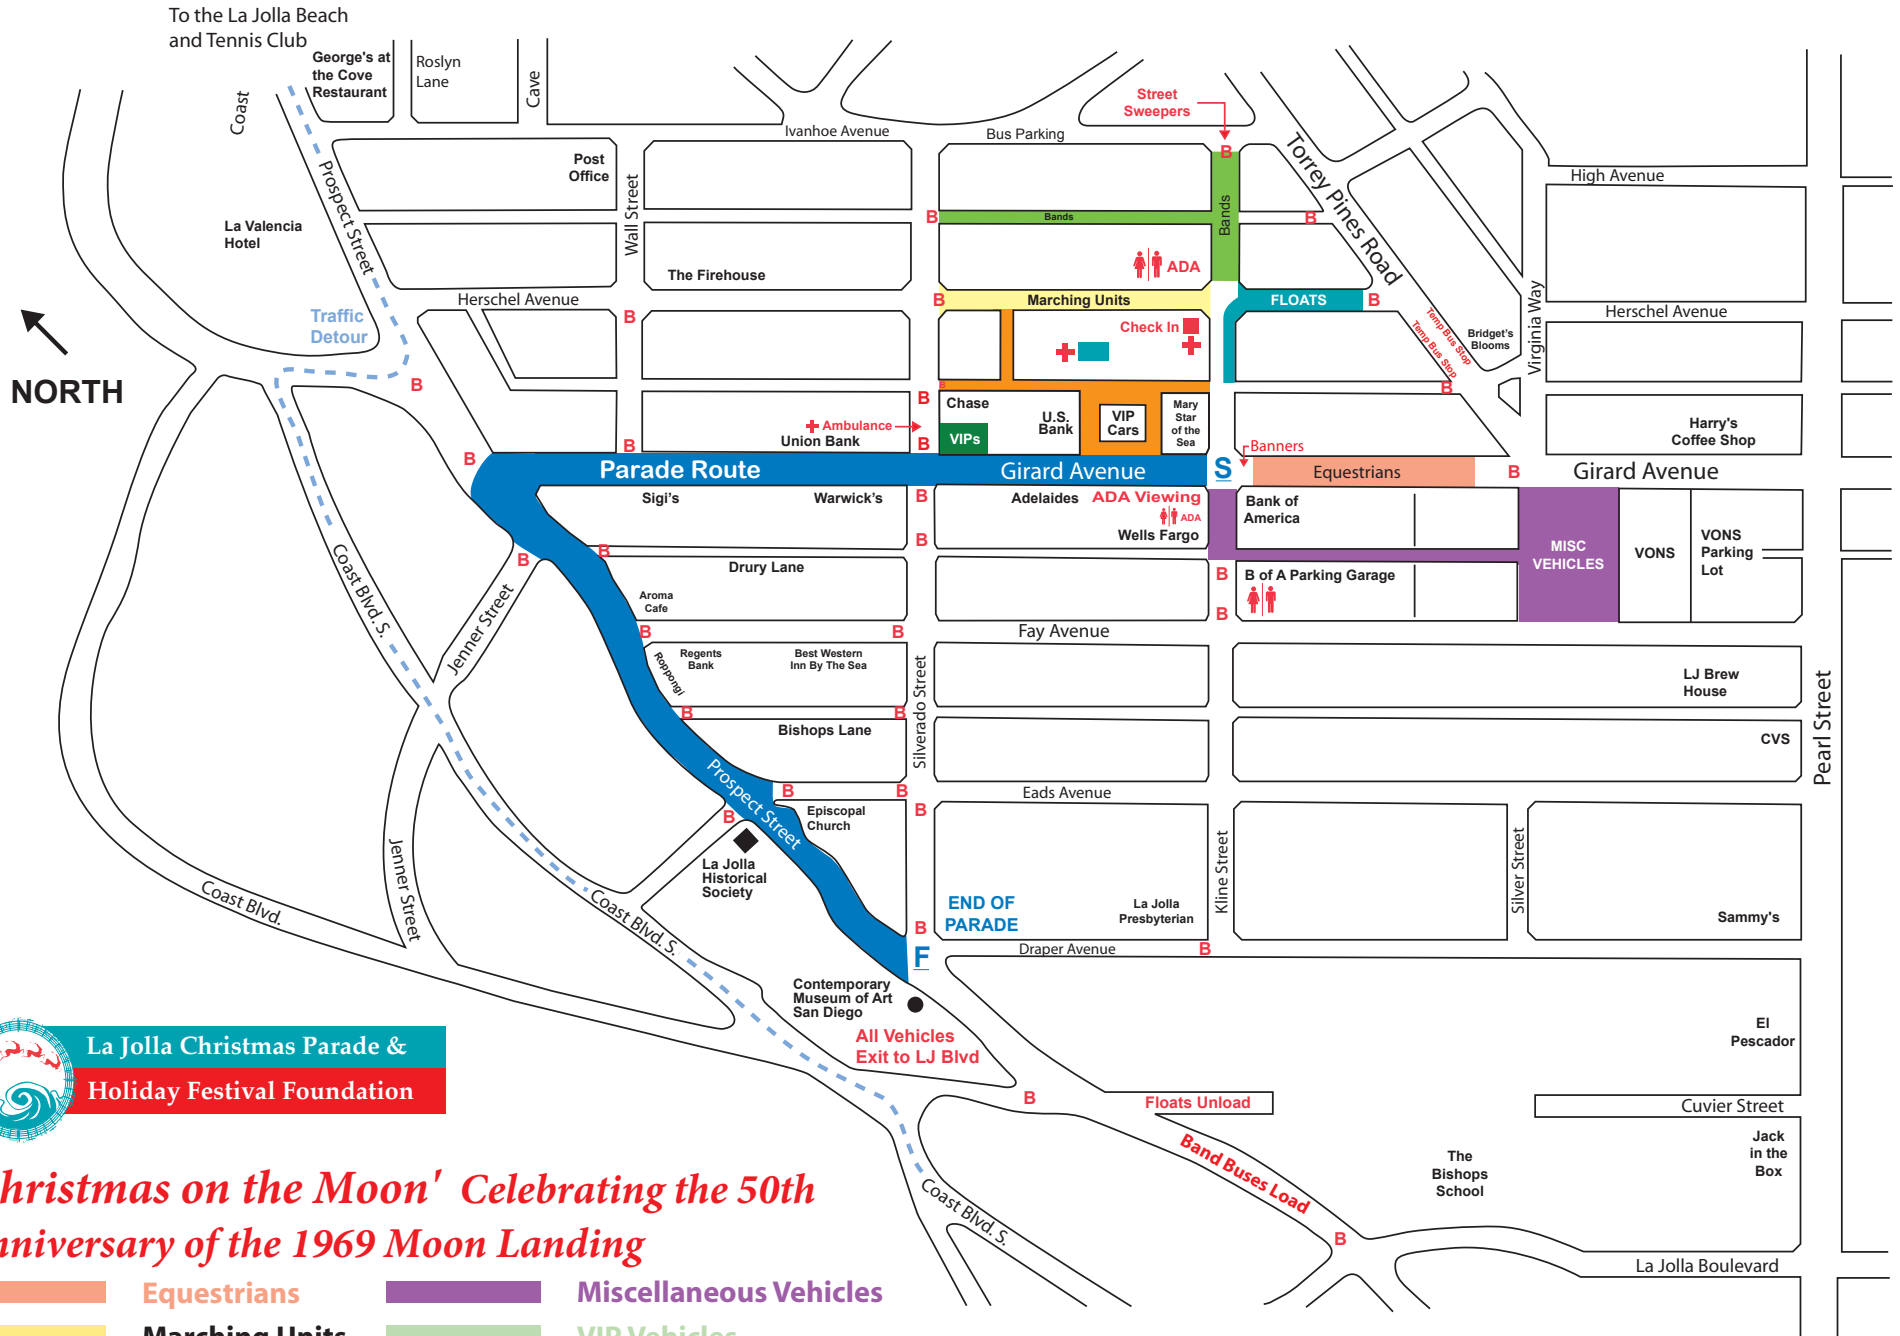 To the La Jolla Beach
and Tennis Club
George's at
the Cove
Restaurant
Roslyn
Lane
Cave
Coast
Prospect Street
Street
Sweepers
B
Ivanhoe Avenue
Bus Parking
Torrey Pines Road
High Avenue
Post
Office
Wall Street
La Valencia
Hotel
B
Bands
Bands
B
The Firehouse
ADA
Traffic
Detour
Herschel Avenue
B
Marching Units
FLOATS
B
Herschel Avenue
Virginia Way
Temp Bus Stop
Temp Bus Stop
Bridget's
Blooms
B
Check In
NORTH
B
B
B
B
Chase
U.S.
Bank
VIP
Cars
Mary
Star
of the
Sea
Ambulance
Union Bank
B
VIPs
Harry's
Coffee Shop
B
B
Banners
Parade Route
Girard Avenue
S
Equestrians
B
Girard Avenue
Sigi's
Warwick's
B
Adelaides
ADA Viewing
ADA
Wells Fargo
Bank of
America
B
B
B
MISC
VEHICLES
VONS
VONS
Parking
Lot
Drury Lane
B
B of A Parking Garage
B
Aroma
Cafe
Coast Blvd. S.
Jenner Street
B
B
Fay Avenue
Roppongi
Regents
Bank
Best Western
Inn By The Sea
Silverado Street
LJ Brew
House
Pearl Street
B
B
Bishops Lane
CVS
Prospect Street
B
B
Eads Avenue
B
Episcopal
Church
B
Kline Street
Silver Street
La Jolla
Historical
Society
Jenner Street
Coast Blvd.
Coast Blvd. S.
END OF
PARADE
La Jolla
Presbyterian
Sammy's
B
F
Draper Avenue
B
Contemporary
Museum of Art
San Diego
All Vehicles
Exit to LJ Blvd
El
Pescador
B
Floats Unload
Cuvier Street
Band Buses Load
Jack
in the
Box
The
Bishops
School
Coast Blvd. S.
B
La Jolla Boulevard
La Jolla Christmas Parade &
Holiday Festival Foundation
hristmas on the Moon' Celebrating the 50th
nniversary of the 1969 Moon Landing
Equestrians
Miscellaneous Vehicles
Marching Units
VIP Vehicles